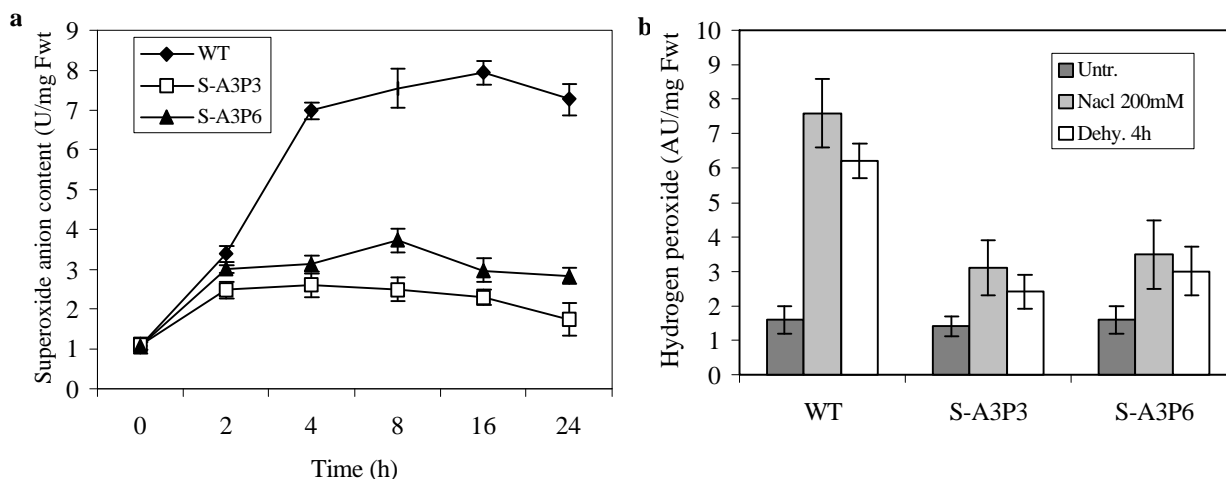 a
Superoxide anion content (U/mg Fwt)
9
8
7
6
5
4
3
2
1
0
WT
S-A3P3
S-A3P6
0 2 4 8 16 24
Time (h)
b
Hydrogen peroxide (AU/mg Fwt
10
9
8
7
6
5
4
3
2
1
0
Untr.
Nacl 200mM
Dehy. 4h
WT S-A3P3 S-A3P6